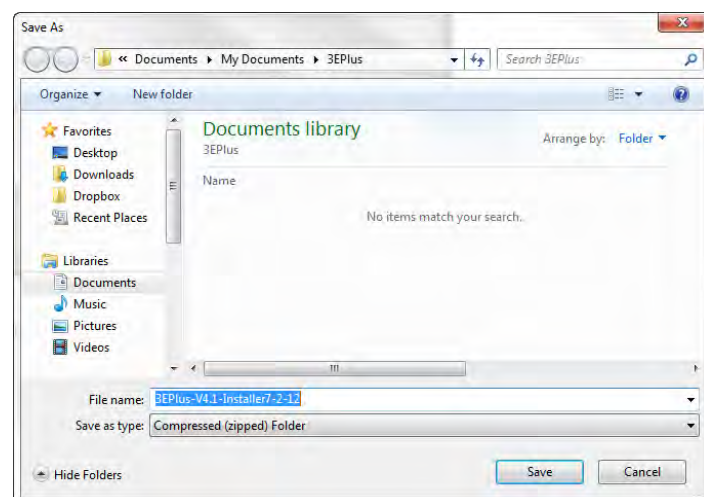 Save As
« Documents ▸ My Documents ▸ 3EPlus
Search 3EPlus
Organize ▾ New folder
Favorites
Desktop
Downloads
Dropbox
Recent Places
Libraries
Documents
Music
Pictures
Videos
Documents library
3EPlus
Arrange by: Folder ▾
Name
No items match your search.
File name: 3EPlus-V4.1-Installer7-2-12
Save as type: Compressed (zipped) Folder
Hide Folders
Save
Cancel